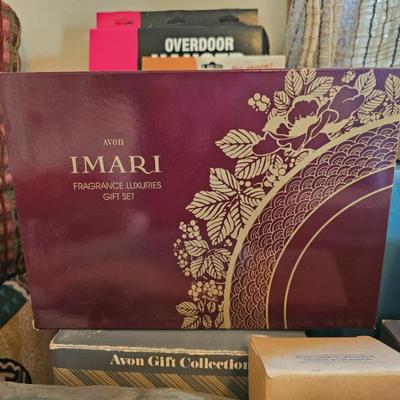 OVERDOOR
AVON
IMARI
FRAGRANCE LUXURIES
GIFT SET
Avon Gift Collection